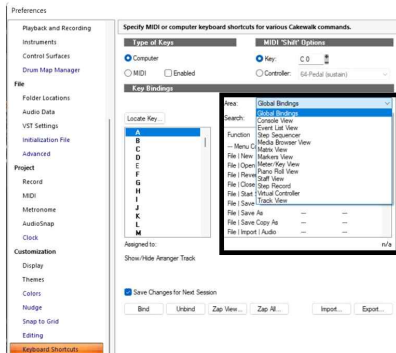 Preferences
Playback and Recording
Instruments
Control Surfaces
Drum Map Manager
File
Folder Locations
Audio Data
VST Settings
Initialization File
Advanced
Project
Record
MIDI
Metronome
AudioSnap
Clock
Customization
Display
Themes
Colors
Nudge
Snap to Grid
Editing
Keyboard Shortcuts
Specify MIDI or computer keyboard shortcuts for various Cakewalk commands.
Type of Keys
Computer
MIDI Enabled
MIDI "Shift" Options
Key: C 0
Controller: 64-Pedal (sustain)
Key Bindings
Locate Key...
A
B
C
D
E
F
G
H
I
J
K
L
M
Area: Global Bindings
Search:
Global Bindings
Console View
Event List View
Step Sequencer
Media Browser View
Matrix View
Markers View
Meter/Key View
Piano Roll View
Staff View
Step Record
Virtual Controller
Track View
Function
--- Menu C
File | New
File | Open
File | Rever
File | Close
File | Start
File | Save
File | Save As --- ---
File | Save Copy As --- ---
File | Import | Audio --- ---
Assigned to: n/a
Show/Hide Arranger Track
Save Changes for Next Session
Bind Unbind Zap View... Zap All... Import... Export...